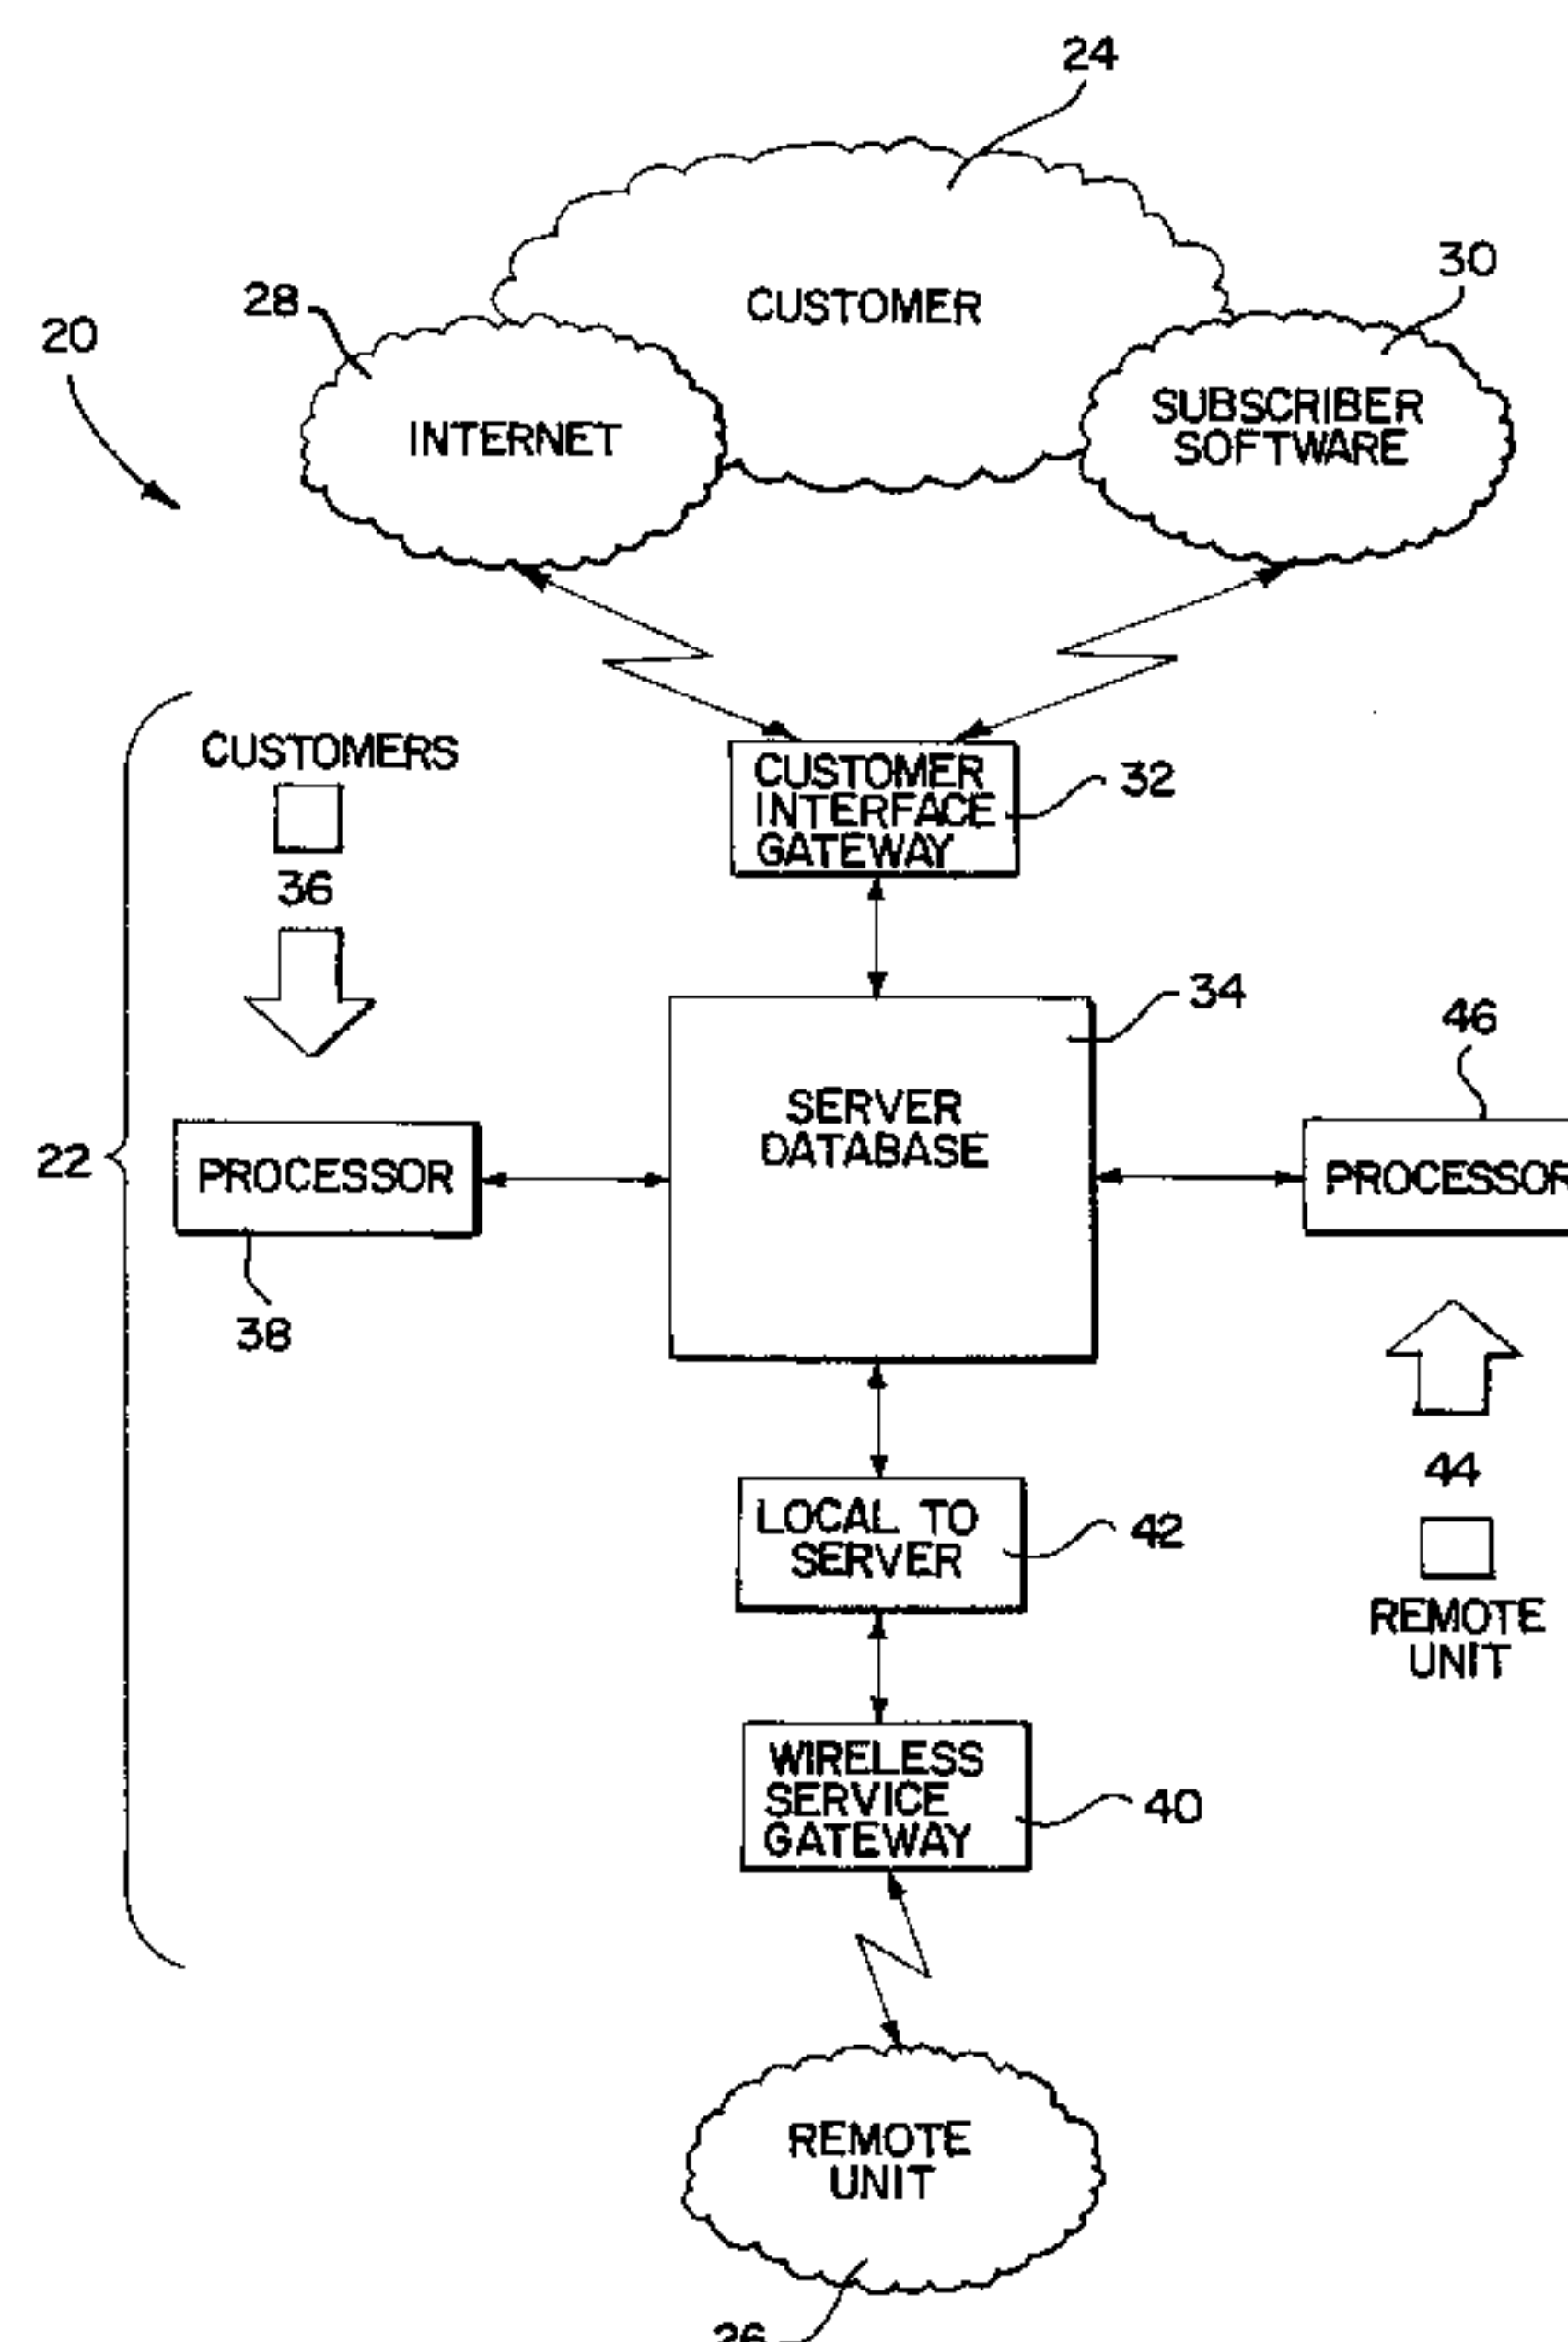 24
CUSTOMER
28
30
20
INTERNET
SUBSCRIBER
SOFTWARE
CUSTOMERS
36
CUSTOMER
INTERFACE
GATEWAY
32
34
46
SERVER
DATABASE
22
PROCESSOR
PROCESSOR
38
44
LOCAL TO
SERVER
42
REMOTE
UNIT
WIRELESS
SERVICE
GATEWAY
40
REMOTE
UNIT
26